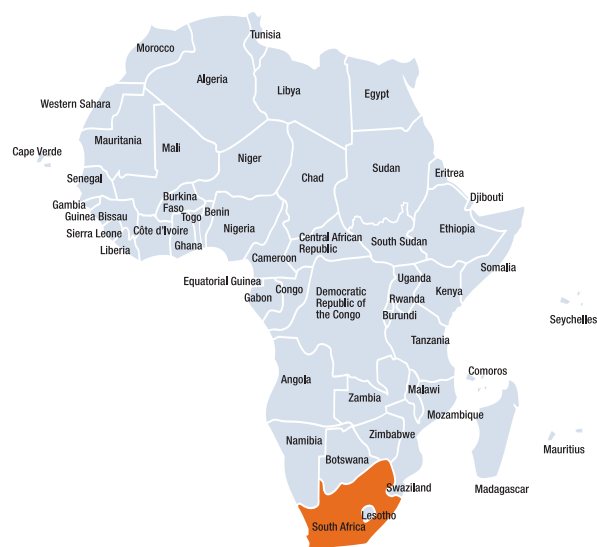 Tunisia
Morocco
Algeria
Libya
Egypt
Western Sahara
Mauritania
Mali
Cape Verde
Niger
Chad
Sudan
Eritrea
Senegal
Djibouti
Burkina
Faso
Gambia
Guinea Bissau
Togo
Benin
Sierra Leone
Côte d'Ivoire
Nigeria
Ethiopia
Liberia
Ghana
Central African
Republic
South Sudan
Cameroon
Somalia
Equatorial Guinea
Gabon
Congo
Democratic
Republic of
the Congo
Uganda
Rwanda
Kenya
Burundi
Seychelles
Tanzania
Comoros
Angola
Malawi
Zambia
Mozambique
Namibia
Zimbabwe
Mauritius
Botswana
Swaziland
Madagascar
Lesotho
South Africa